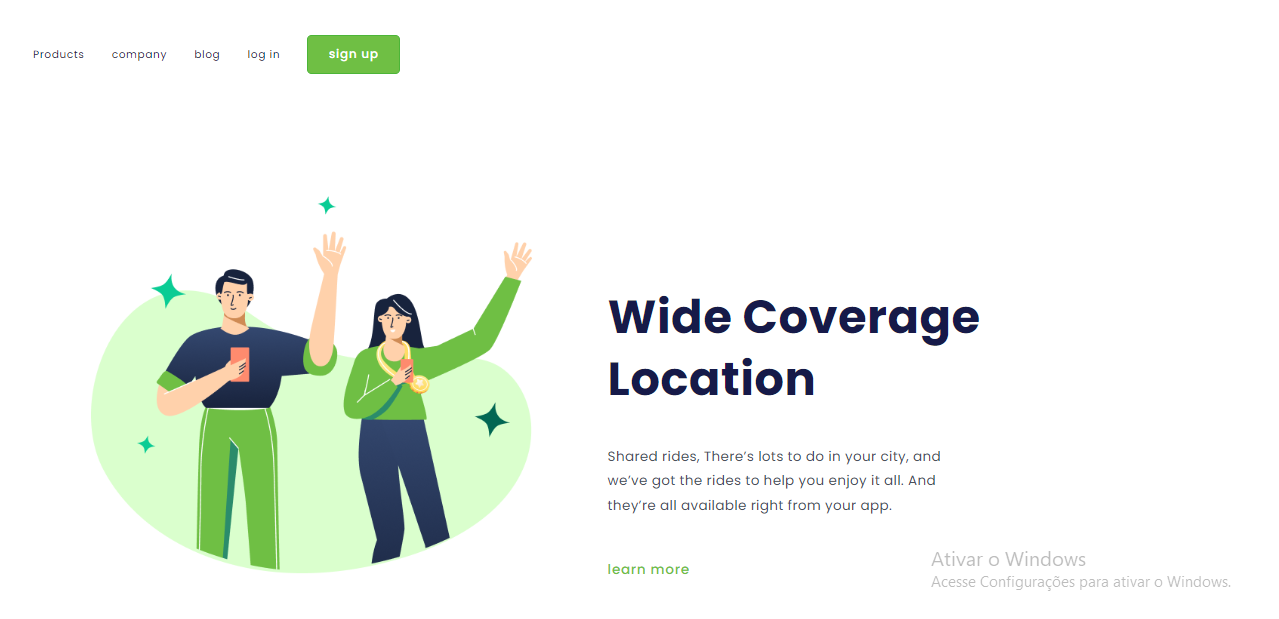 Products company blog log in sign up
Wide Coverage
Location
Shared rides, There’s lots to do in your city, and
we’ve got the rides to help you enjoy it all. And
they’re all available right from your app.
learn more
Ativar o Windows
Acesse Configurações para ativar o Windows.